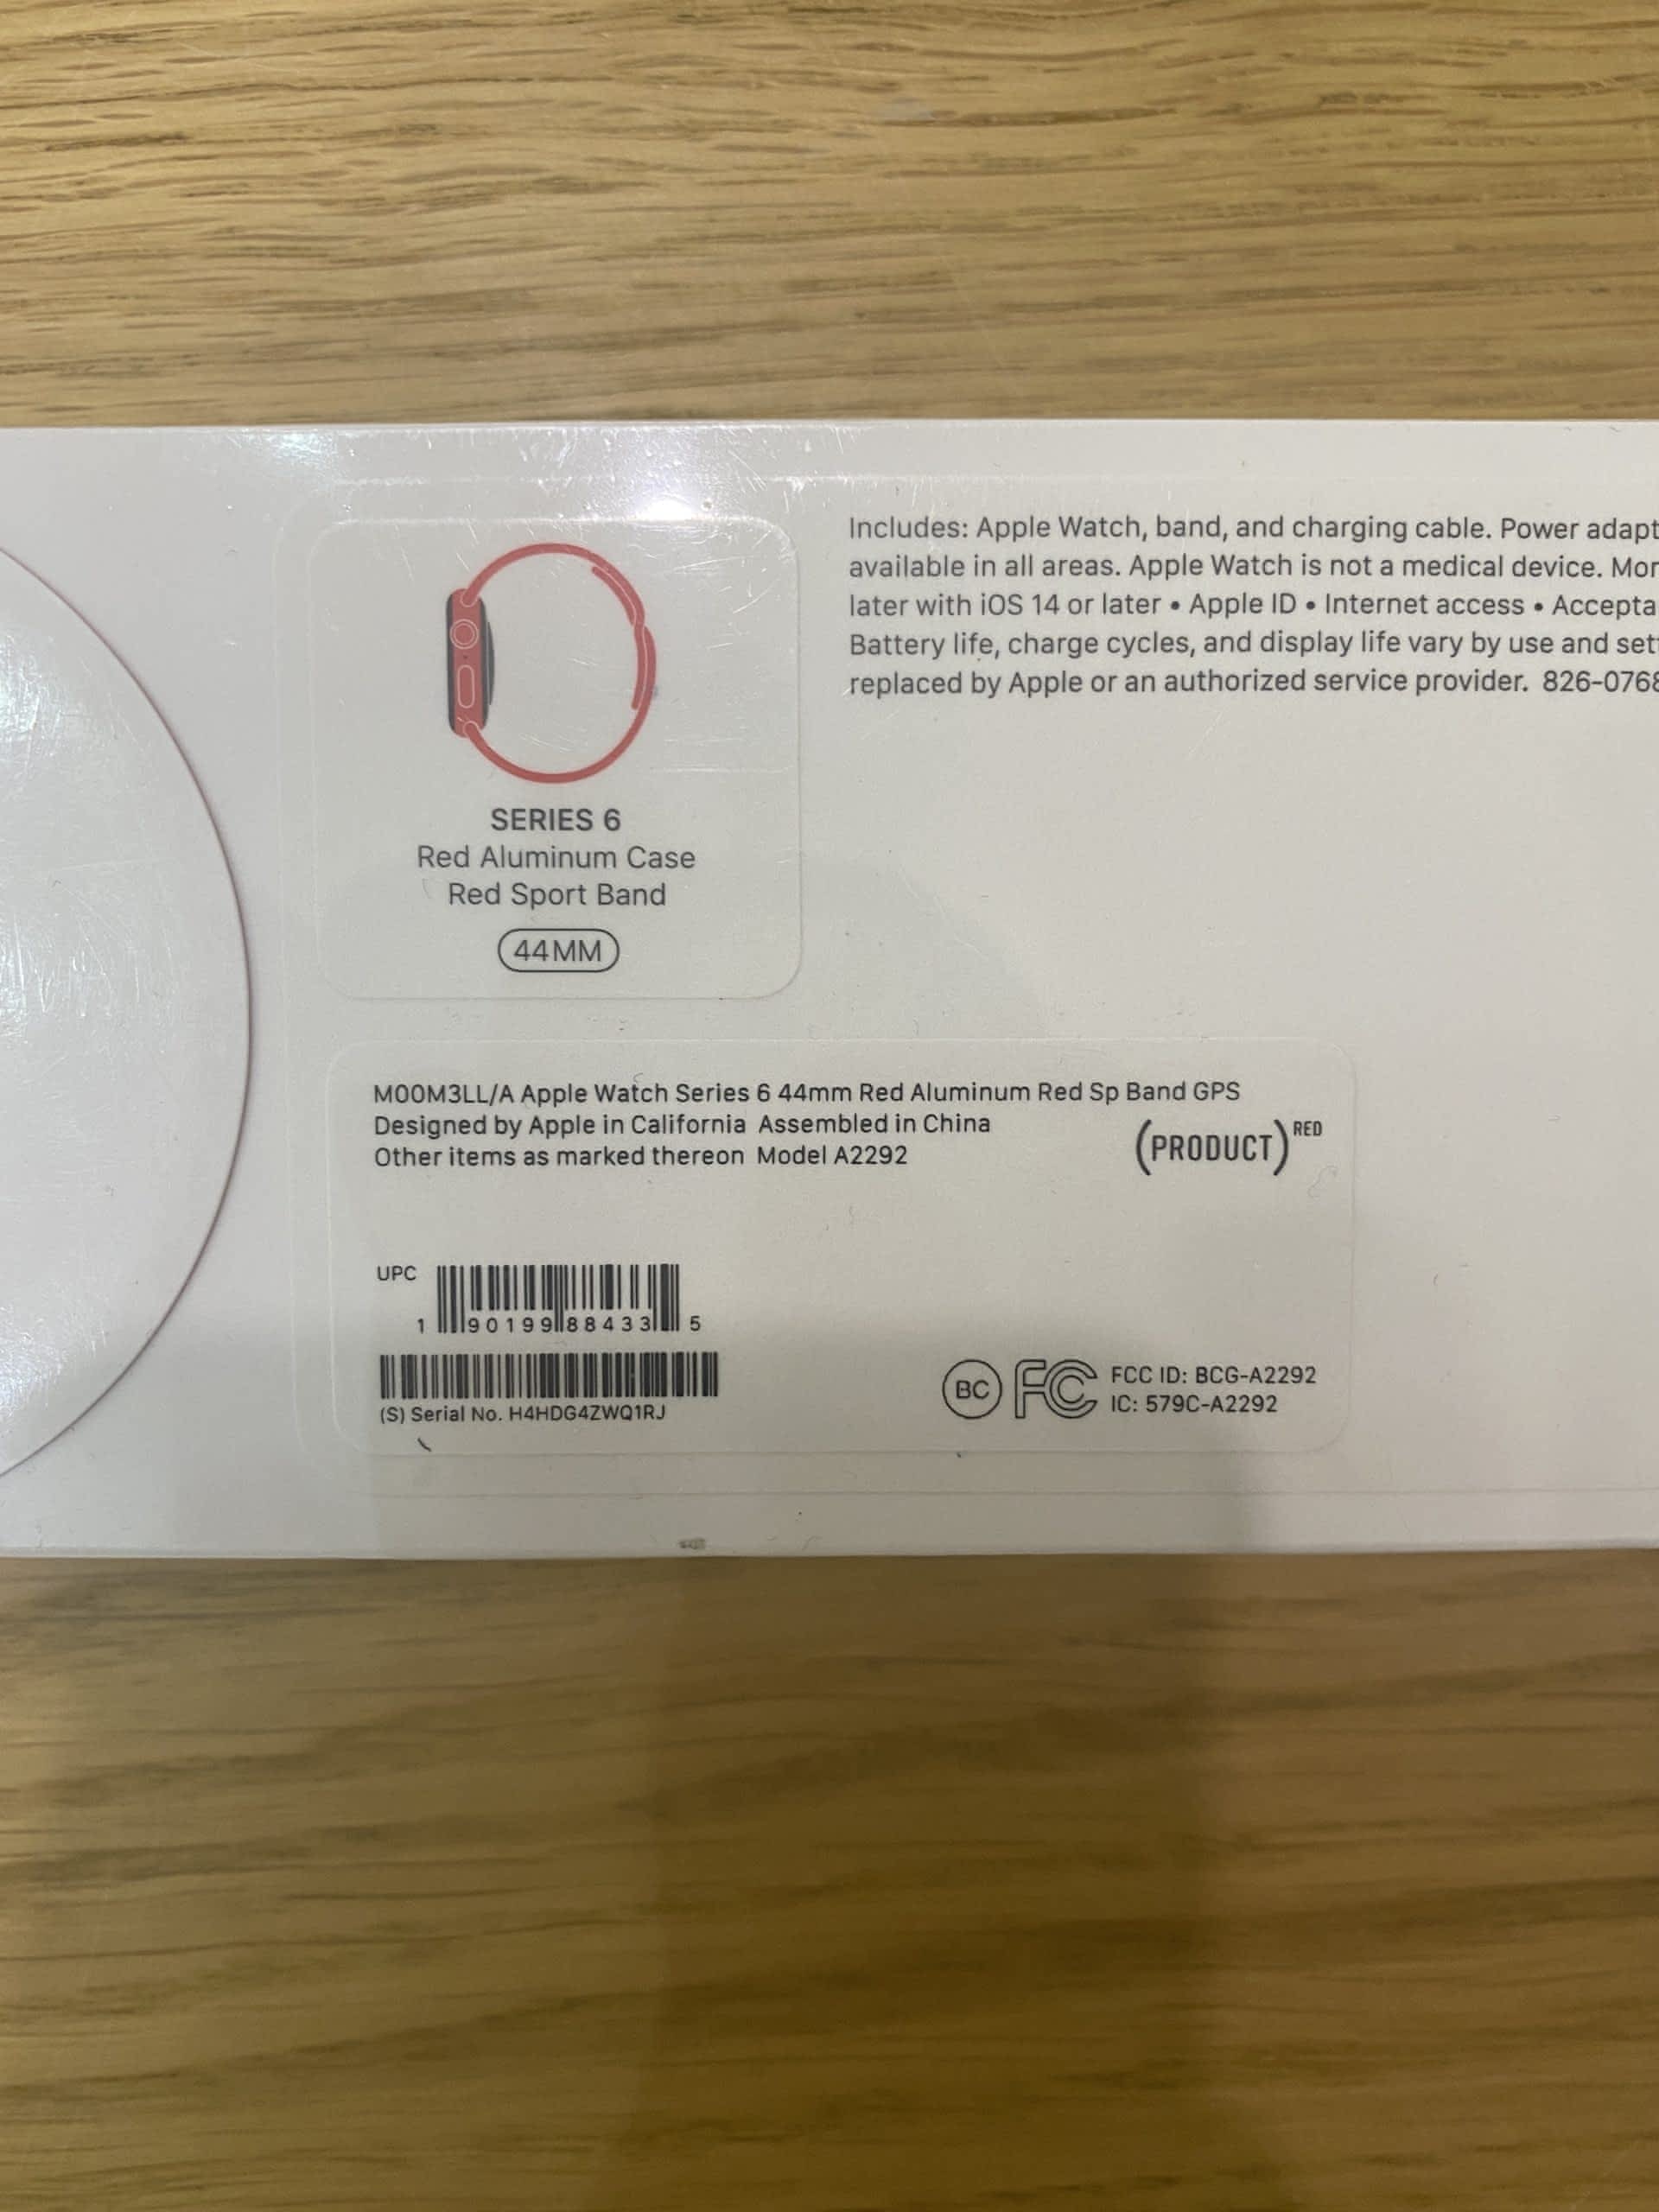 Includes: Apple Watch, band, and charging cable. Power adapt
available in all areas. Apple Watch is not a medical device. Mor
later with iOS 14 or later • Apple ID • Internet access • Accepta
Battery life, charge cycles, and display life vary by use and set
replaced by Apple or an authorized service provider. 826-0768
SERIES 6
Red Aluminum Case
Red Sport Band
44MM
M00M3LL/A Apple Watch Series 6 44mm Red Aluminum Red Sp Band GPS
Designed by Apple in California Assembled in China
Other items as marked thereon Model A2292
(PRODUCT)RED
UPC
1 90199 88433 5
(S) Serial No. H4HDG4ZWQ1RJ
BC FC FCC ID: BCG-A2292
IC: 579C-A2292